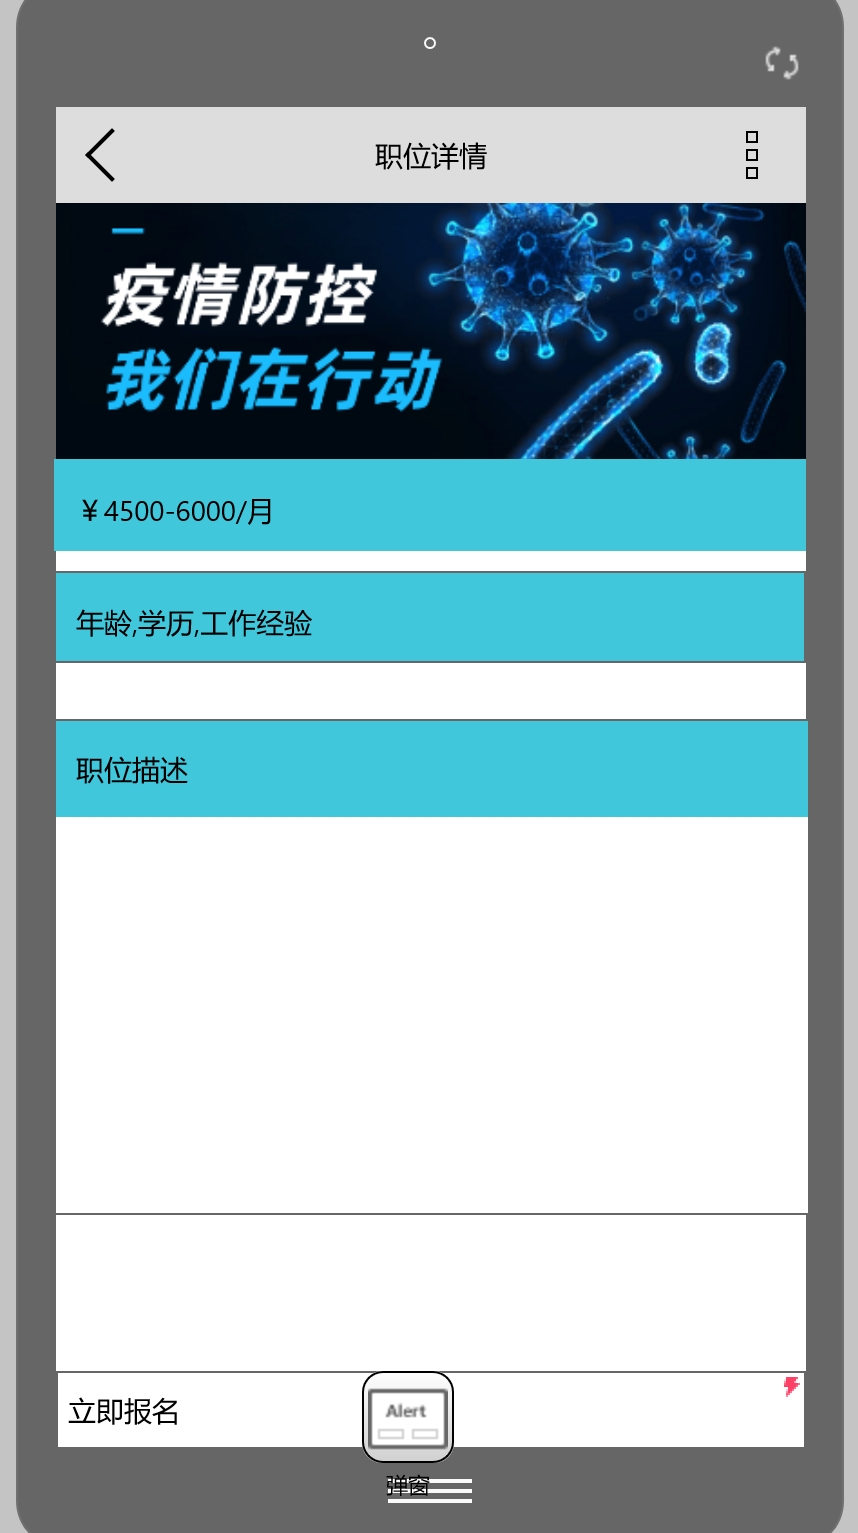 职位详情
疫情防控
我们在行动
￥4500-6000/月
年龄,学历,工作经验
职位描述
立即报名
Alert
弹窗